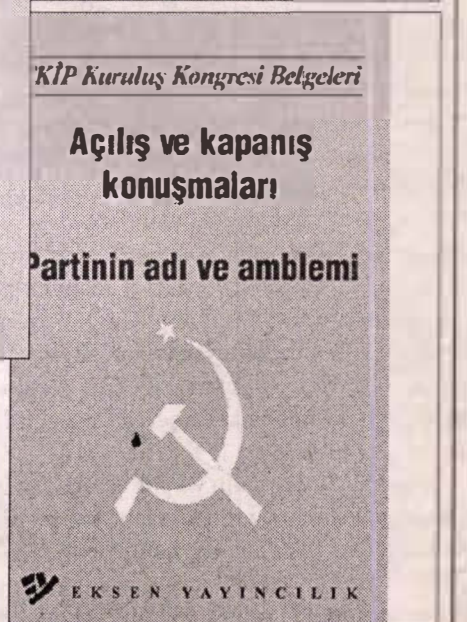 KİP Kuruluş Kongresi Belgeleri
Açılış ve kapanış
konuşmaları
Partinin adı ve amblemi
EKSEN YAYINCILIK